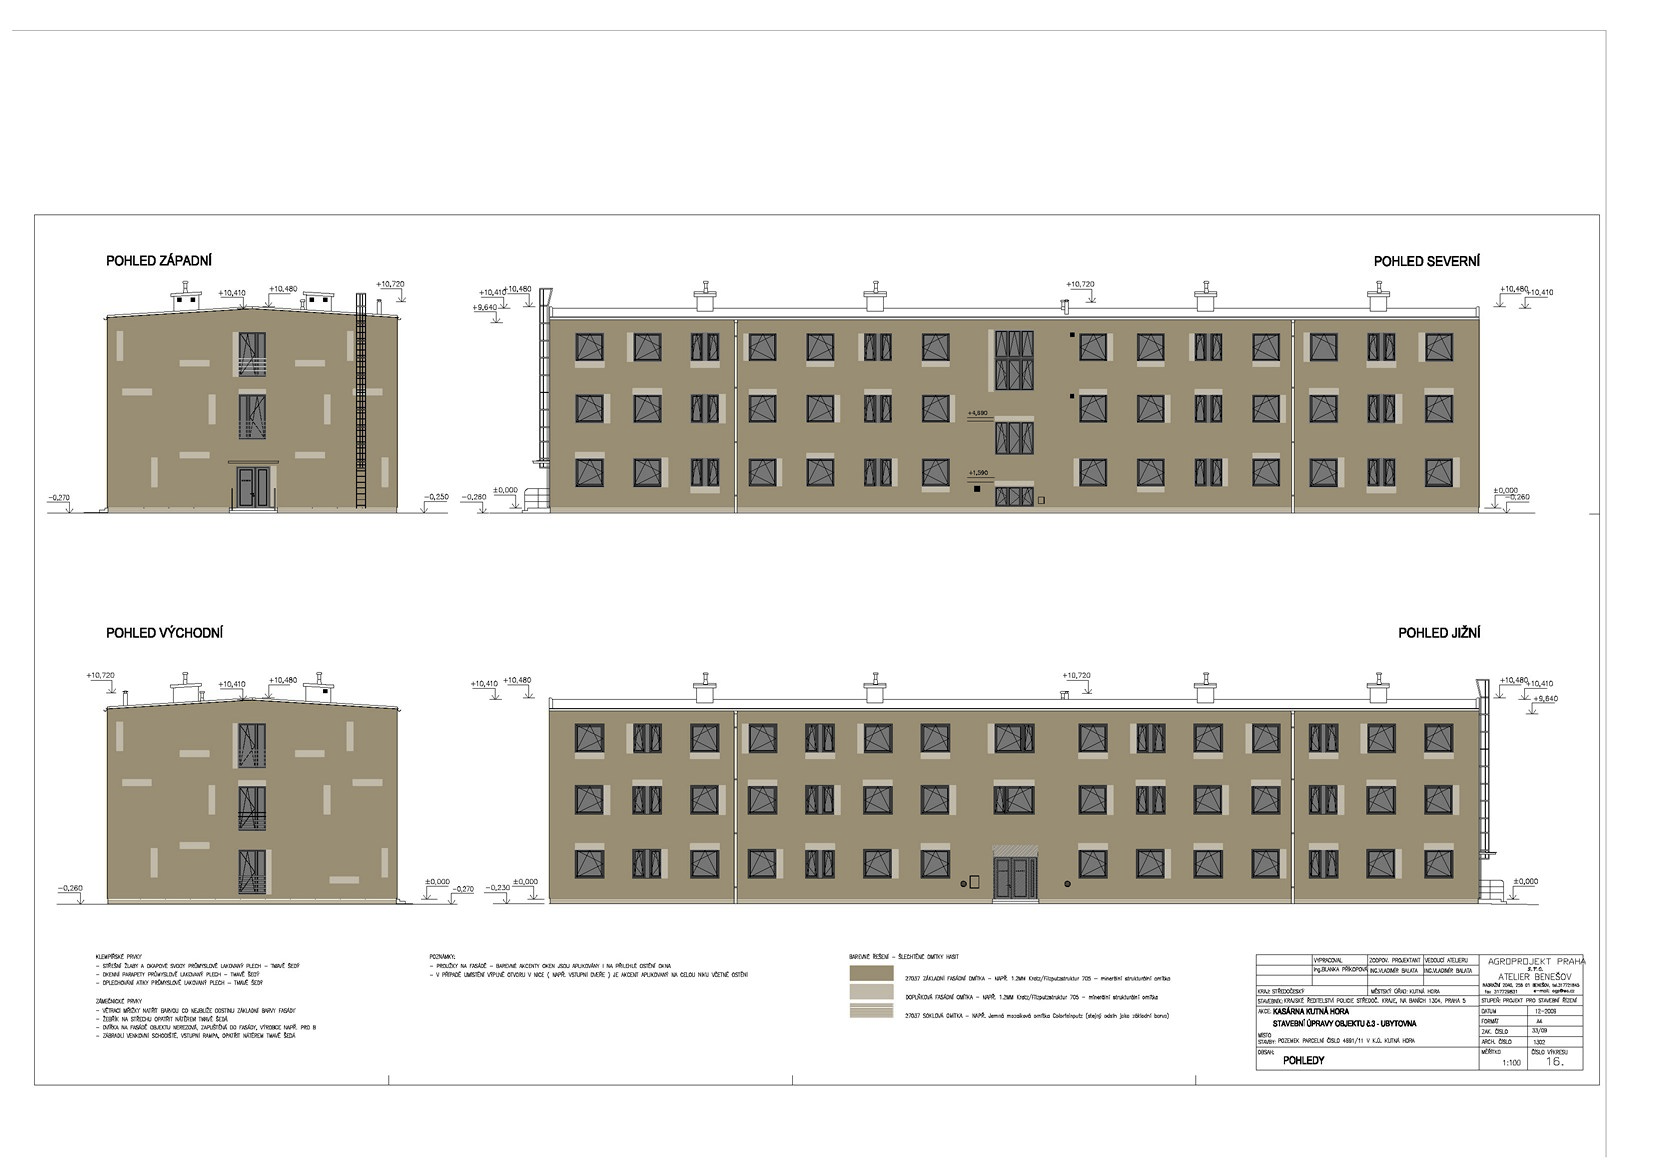 POHLED ZÁPADNÍ
POHLED SEVERNÍ
+10,410
+10,480
+10,720
+10,410
+10,480
+9,640
+10,720
+10,480
+10,410
+4,890
+1,590
-0,270
-0,250
-0,260
±0,000
±0,000
-0,260
POHLED VÝCHODNÍ
POHLED JIŽNÍ
+10,720
+10,410
+10,480
+10,410
+10,480
+10,720
+10,480
+10,410
+9,640
-0,260
±0,000
-0,270
-0,230
±0,000
±0,000
KLEMPÍŘSKÉ PRVKY
- STŘEŠNÍ ŽLABY A OKAPOVÉ SVODY PRŮMYSLOVĚ LAKOVANÝ PLECH - TMAVĚ ŠEDÝ
- OKENNÍ PARAPETY PRŮMYSLOVĚ LAKOVANÝ PLECH - TMAVĚ ŠEDÝ
- OPLECHOVÁNÍ ATIKY PRŮMYSLOVĚ LAKOVANÝ PLECH - TMAVĚ ŠEDÝ
ZÁMEČNICKÉ PRVKY
- VĚTRACÍ MŘÍŽKY NATŘÍT BARVOU CO NEJBLÍŽE ODSTÍNU ZÁKLADNÍ BARVY FASÁDY
- ŽEBŘÍK NA STŘECHU OPATŘIT NÁTĚREM TMAVĚ ŠEDÁ
- DVÍŘKA NA FASÁDĚ OBJEKTU NEREZOVÁ, ZAPUŠTĚNÁ DO FASÁDY, VÝROBCE NAPŘ. PRO B
- ZÁBRADLÍ VENKOVNÍ SCHODIŠTĚ, VSTUPNÍ RAMPA, OPATŘIT NÁTĚREM TMAVĚ ŠEDÁ
POZNÁMKY:
- PROUŽKY NA FASÁDĚ - BAREVNÉ AKCENTY OKEN JSOU APLIKOVÁNY I NA PŘILEHLÉ OSTĚNÍ OKNA
- V PŘÍPADĚ UMÍSTĚNÍ VÝPLNĚ OTVORU V NICE ( NAPŘ. VSTUPNÍ DVEŘE ) JE AKCENT APLIKOVANÝ NA CELOU NIKU VČETNĚ OSTĚNÍ
BAREVNÉ ŘEŠENÍ - ŠLECHTĚNÉ OMÍTKY HASIT
27037 ZÁKLADNÍ FASÁDNÍ OMÍTKA - NAPŘ. 1.2MM Kratz/Filzputzstruktur 705 - minerální strukturální omítka
DOPLŇKOVÁ FASÁDNÍ OMÍTKA - NAPŘ. 1.2MM Kratz/Filzputzstruktur 705 - minerální strukturální omítka
27037 SOKLOVÁ OMÍTKA - NAPŘ. Jemná mozaiková omítka Colorfeinputz (stejný odsín jako základní barva)
VYPRACOVAL
ZODPOV. PROJEKTANT
VEDOUCÍ ATELIERU
Ing.BLANKA PŘÍKOPOVÁ
ING.VLADIMÍR BALATA
ING.VLADIMÍR BALATA
KRAJ: STŘEDOČESKÝ
MĚSTSKÝ ÚŘAD: KUTNÁ HORA
STAVEBNÍK: KRAJSKÉ ŘEDITELSTVÍ POLICIE STŘEDOČ. KRAJE, NA BANÍCH 1304, PRAHA 5
AKCE: KASÁRNA KUTNÁ HORA
STAVEBNÍ ÚPRAVY OBJEKTU č.3 - UBYTOVNA
MÍSTO
STAVBY: POZEMEK PARCELNÍ ČÍSLO 4691/11 V K.Ú. KUTNÁ HORA
OBSAH:
POHLEDY
AGROPROJEKT PRAHA
s.r.o.
ATELIER BENEŠOV
STUPEŇ: PROJEKT PRO STAVEBNÍ ŘÍZENÍ
DATUM
12-2009
FORMÁT
A4
ZAK. ČÍSLO
33/09
ARCH. ČÍSLO
1302
MĚŘÍTKO
1:100
ČÍSLO VÝKRESU
16.